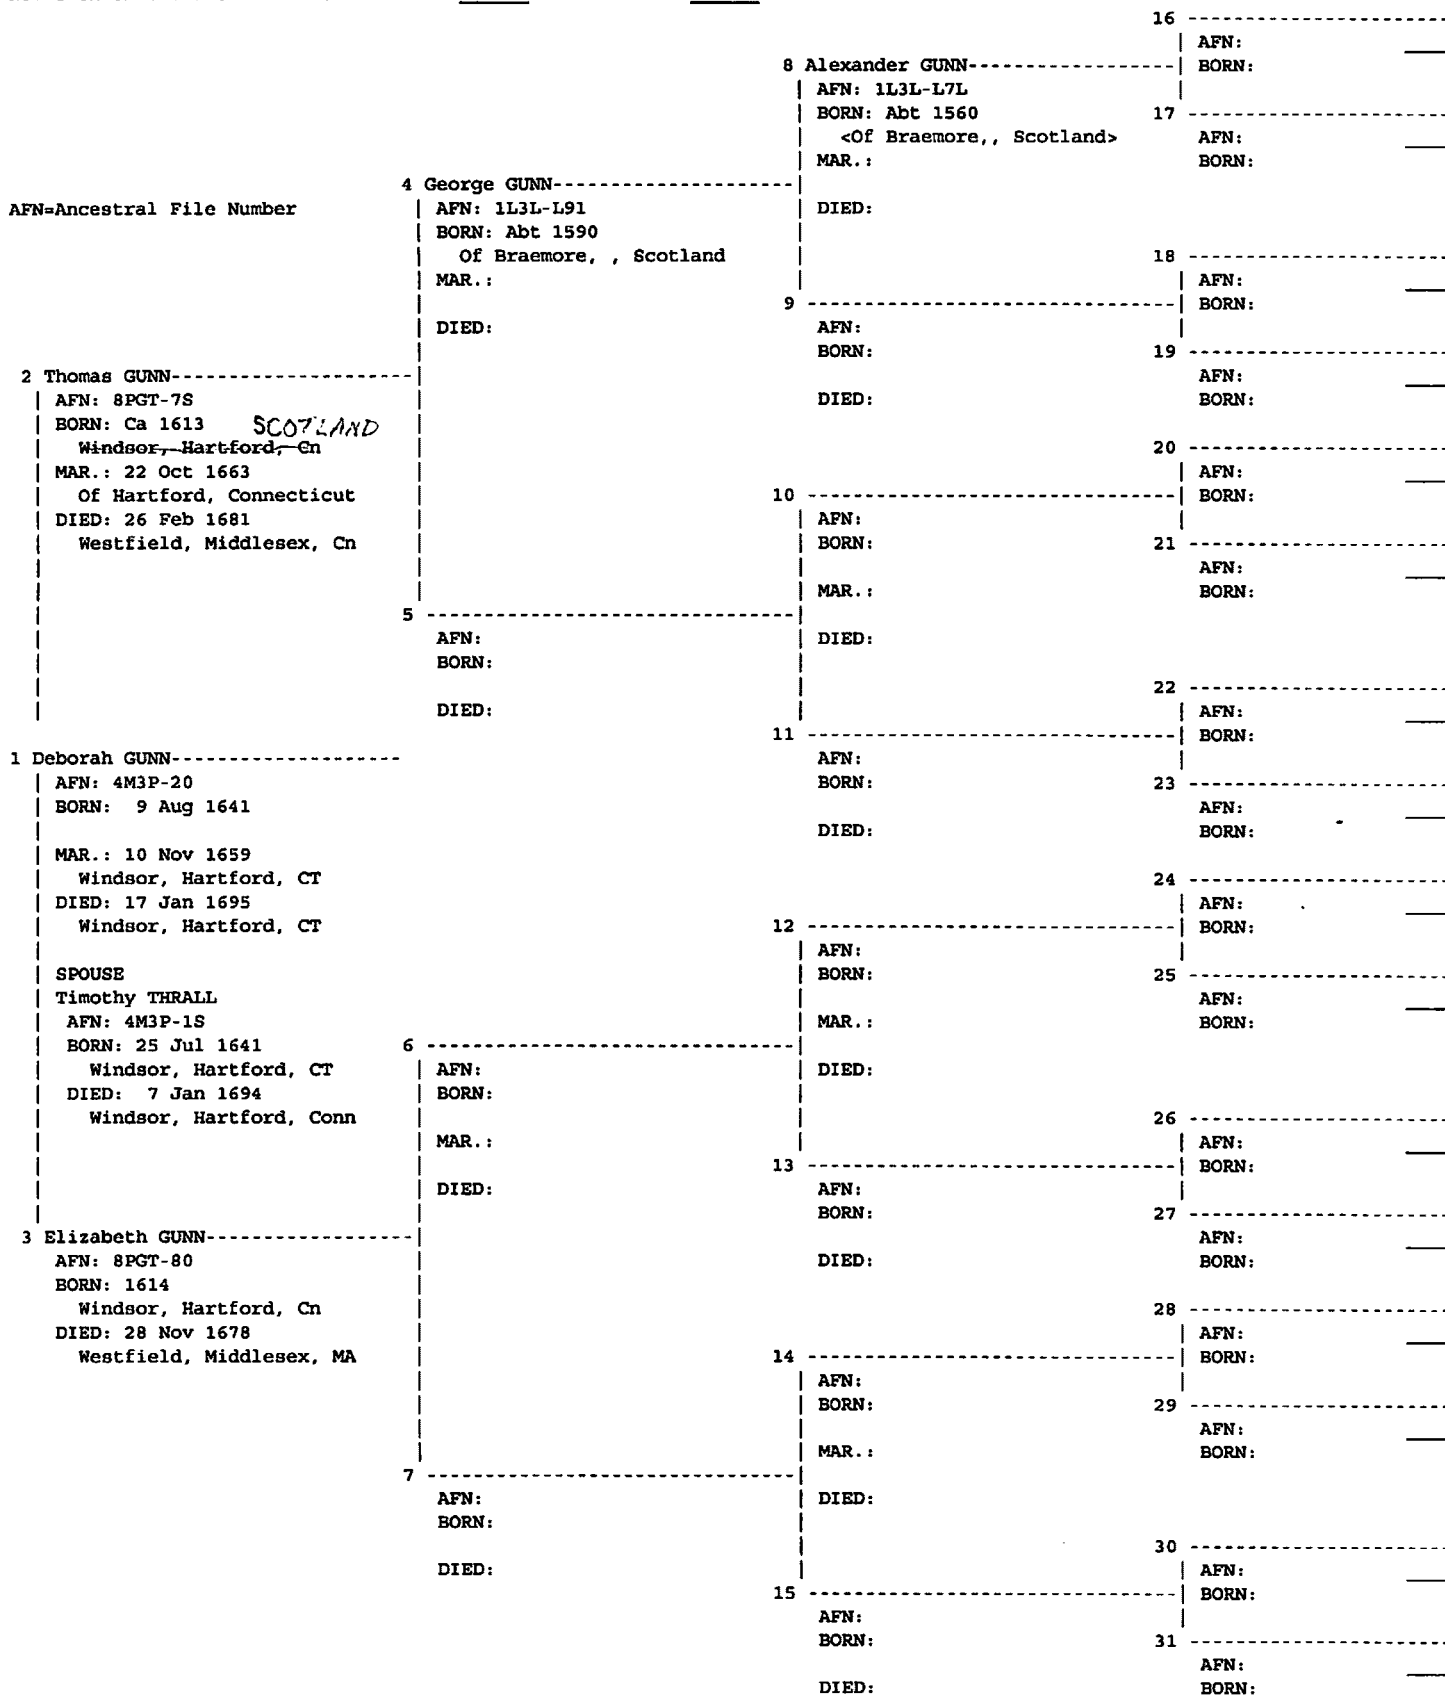 AFN=Ancestral File Number
2 Thomas GUNN
AFN: 8PGT-7S
BORN: Ca 1613 SCOTLAND
Windsor, Hartford, Cn
MAR.: 22 Oct 1663
Of Hartford, Connecticut
DIED: 26 Feb 1681
Westfield, Middlesex, Cn
1 Deborah GUNN
AFN: 4M3P-20
BORN: 9 Aug 1641
MAR.: 10 Nov 1659
Windsor, Hartford, CT
DIED: 17 Jan 1695
Windsor, Hartford, CT
SPOUSE
Timothy THRALL
AFN: 4M3P-1S
BORN: 25 Jul 1641
Windsor, Hartford, CT
DIED: 7 Jan 1694
Windsor, Hartford, Conn
3 Elizabeth GUNN
AFN: 8PGT-80
BORN: 1614
Windsor, Hartford, Cn
DIED: 28 Nov 1678
Westfield, Middlesex, MA
4 George GUNN
AFN: 1L3L-L91
BORN: Abt 1590
Of Braemore, , Scotland
MAR.:
DIED:
5
AFN:
BORN:
DIED:
6
AFN:
BORN:
MAR.:
DIED:
7
AFN:
BORN:
DIED:
8 Alexander GUNN
AFN: 1L3L-L7L
BORN: Abt 1560
<Of Braemore,, Scotland>
MAR.:
DIED:
9
AFN:
BORN:
DIED:
10
AFN:
BORN:
MAR.:
DIED:
11
AFN:
BORN:
DIED:
12
AFN:
BORN:
MAR.:
DIED:
13
AFN:
BORN:
DIED:
14
AFN:
BORN:
MAR.:
DIED:
15
AFN:
BORN:
DIED:
16
AFN:
BORN:
17
AFN:
BORN:
18
AFN:
BORN:
19
AFN:
BORN:
20
AFN:
BORN:
21
AFN:
BORN:
22
AFN:
BORN:
23
AFN:
BORN:
24
AFN:
BORN:
25
AFN:
BORN:
26
AFN:
BORN:
27
AFN:
BORN:
28
AFN:
BORN:
29
AFN:
BORN:
30
AFN:
BORN:
31
AFN:
BORN: